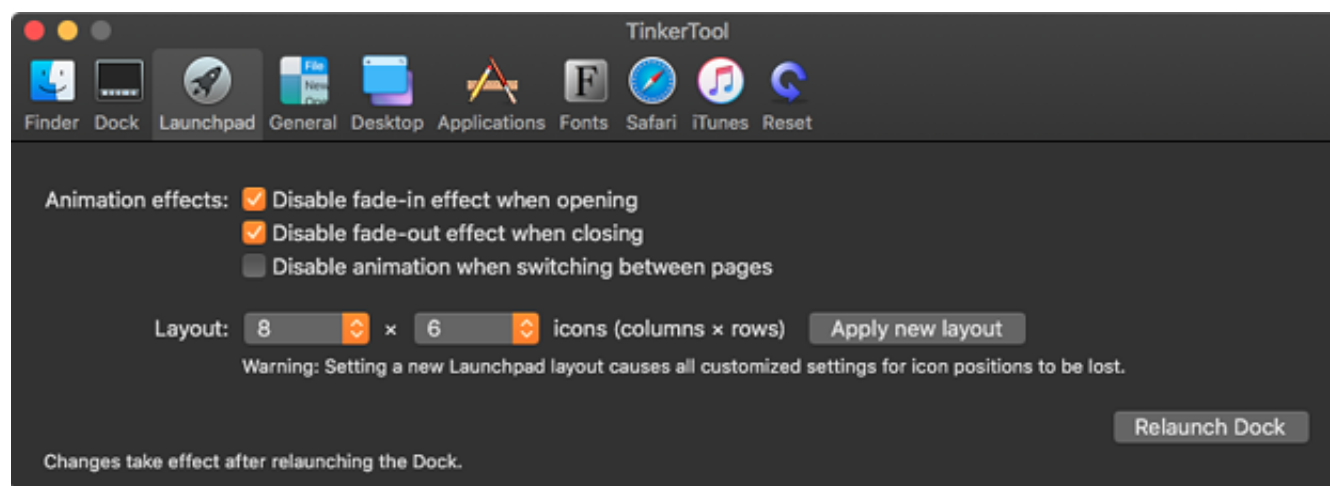 TinkerTool
File
New
Ope
F
Finder Dock Launchpad General Desktop Applications Fonts Safari iTunes Reset
Animation effects: Disable fade-in effect when opening
Disable fade-out effect when closing
Disable animation when switching between pages
Layout: 8 × 6 icons (columns × rows) Apply new layout
Warning: Setting a new Launchpad layout causes all customized settings for icon positions to be lost.
Relaunch Dock
Changes take effect after relaunching the Dock.